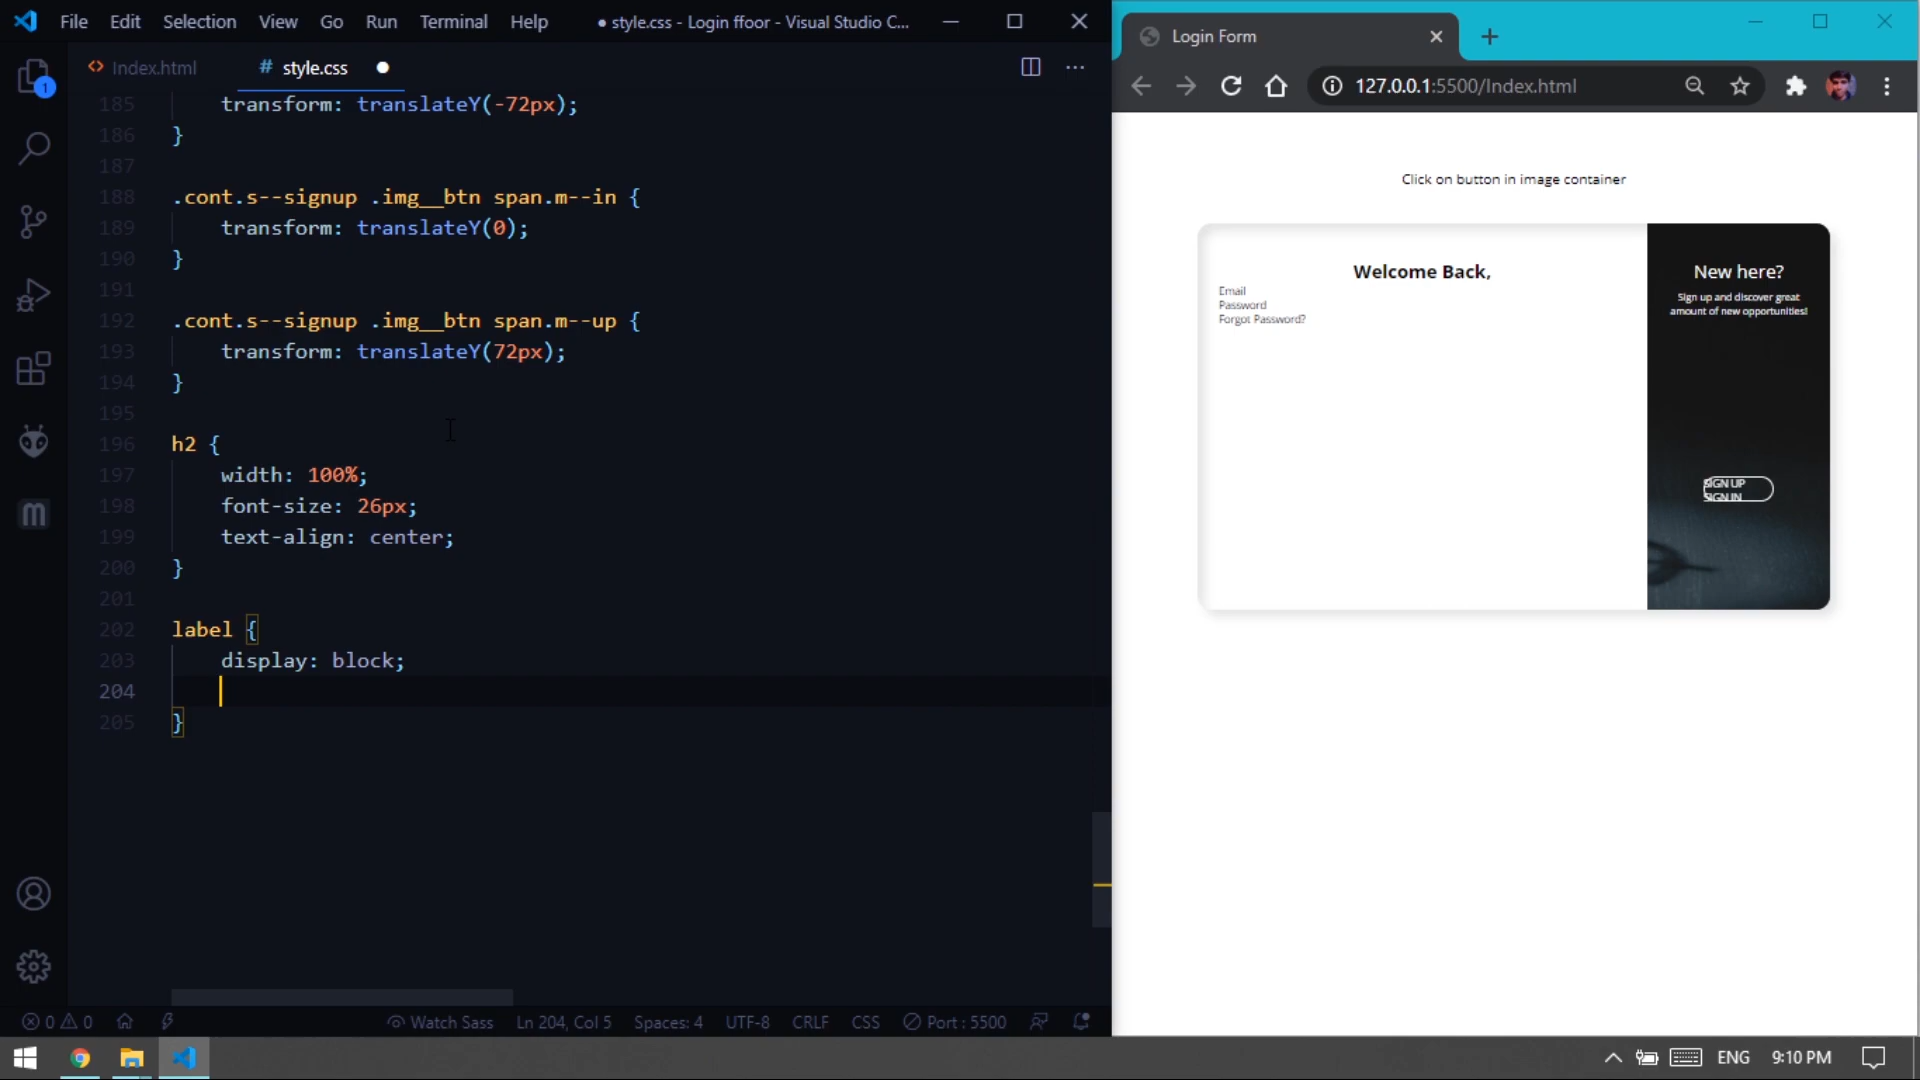 File Edit Selection View Go Run Terminal Help ● style.css - Login ffoor - Visual Studio C...
Index.html
# style.css ●
1
185 transform: translateY(-72px);
186 }
187
188 .cont.s--signup .img__btn span.m--in {
189 transform: translateY(0);
190 }
191
192 .cont.s--signup .img__btn span.m--up {
193 transform: translateY(72px);
194 }
195
196 h2 {
197 width: 100%;
198 font-size: 26px;
199 text-align: center;
200 }
201
202 label {
203 display: block;
204
205 }
0 0 Watch Sass Ln 204, Col 5 Spaces: 4 UTF-8 CRLF CSS Port : 5500
Login Form
127.0.0.1:5500/Index.html
Click on button in image container
Welcome Back,
Email
Password
Forgot Password?
New here?
Sign up and discover great
amount of new opportunities!
SIGN UP
SIGN IN
ENG 9:10 PM